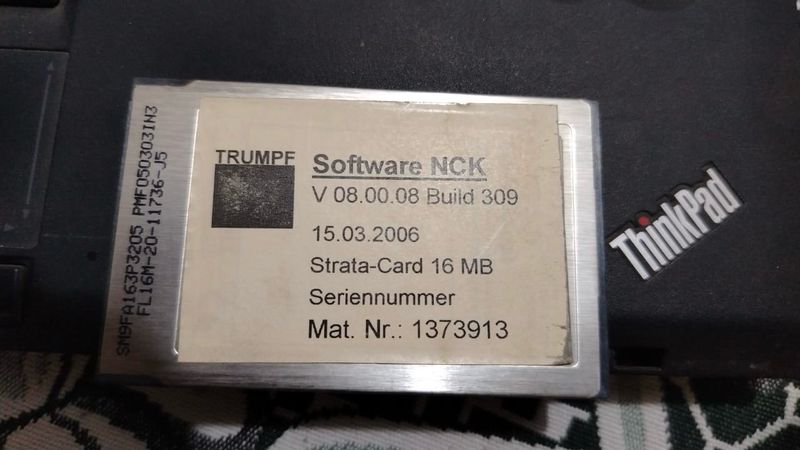 TRUMPF
Software NCK
V 08.00.08 Build 309
15.03.2006
Strata-Card 16 MB
Seriennummer
Mat. Nr.: 1373913
SM9FA163P3205 PMF050303IN3
FL16M-20-11736-J5
ThinkPad